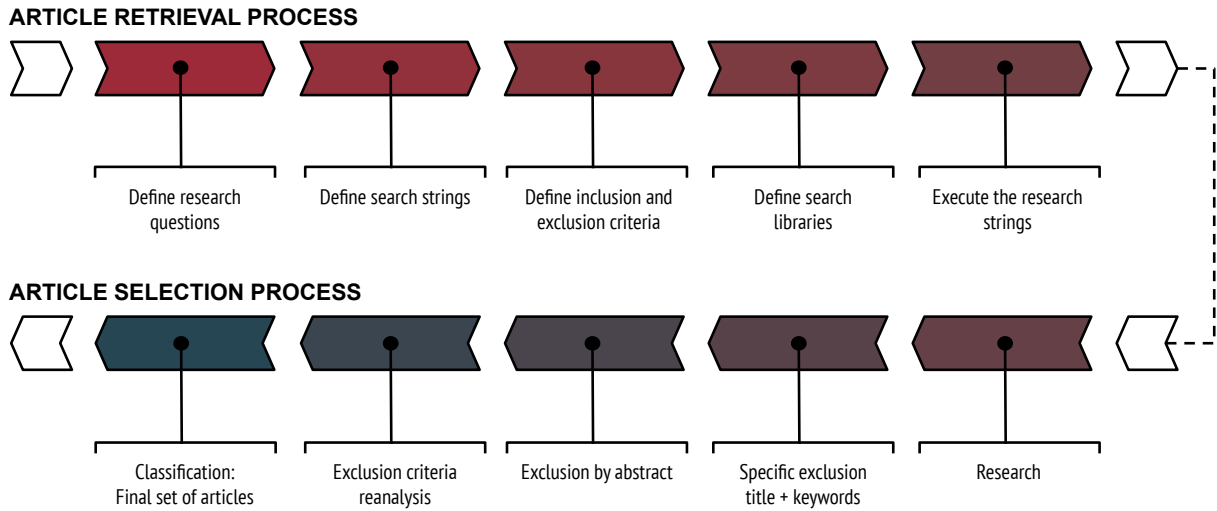 ARTICLE RETRIEVAL PROCESS
Define research
questions
Define search strings
Define inclusion and
exclusion criteria
Define search
libraries
Execute the research
strings
ARTICLE SELECTION PROCESS
Classification:
Final set of articles
Exclusion criteria
reanalysis
Exclusion by abstract
Specific exclusion
title + keywords
Research